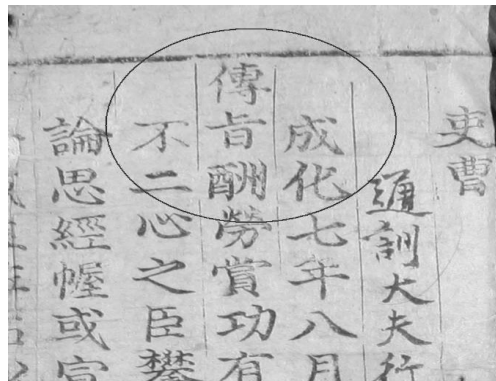 吏曹
通訓大夫行
成化七年八月
傳旨酬勞賞功有
不二心之臣攀
論思經幄或